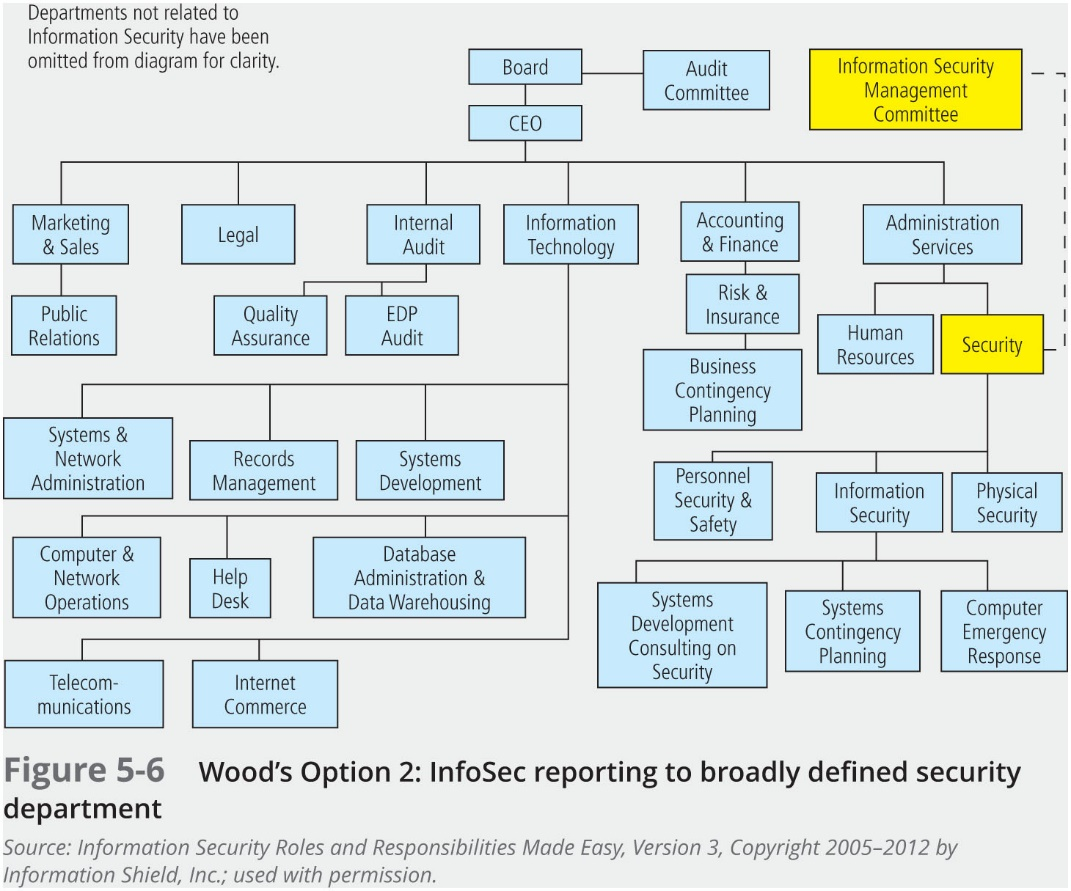 Departments not related to
Information Security have been
omitted from diagram for clarity.
Board
Audit
Committee
Information Security
Management
Committee
CEO
Marketing
& Sales
Legal
Internal
Audit
Information
Technology
Accounting
& Finance
Administration
Services
Public
Relations
Quality
Assurance
EDP
Audit
Risk &
Insurance
Human
Resources
Security
Business
Contingency
Planning
Systems &
Network
Administration
Records
Management
Systems
Development
Personnel
Security &
Safety
Information
Security
Physical
Security
Computer &
Network
Operations
Help
Desk
Database
Administration &
Data Warehousing
Systems
Development
Consulting on
Security
Systems
Contingency
Planning
Computer
Emergency
Response
Telecom-
munications
Internet
Commerce
Figure 5-6 Wood’s Option 2: InfoSec reporting to broadly defined security
department
Source: Information Security Roles and Responsibilities Made Easy, Version 3, Copyright 2005–2012 by
Information Shield, Inc.; used with permission.